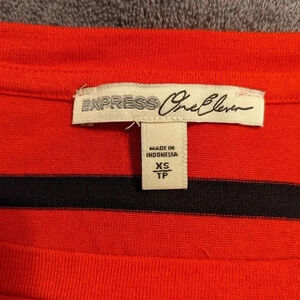 EXPRESS One Eleven
MADE IN
INDONESIA
XS
TP